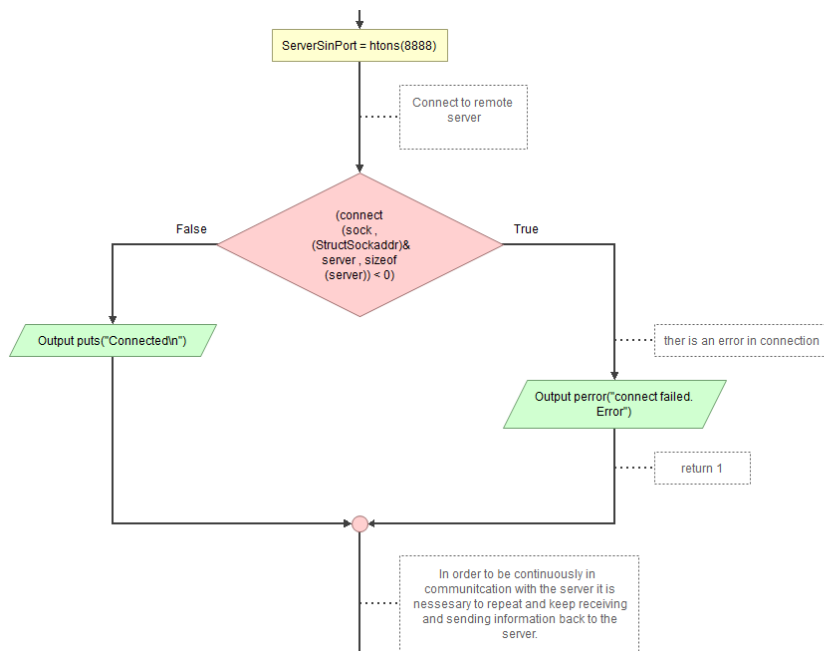 ServerSinPort = htons(8888)
Connect to remote
server
(connect
(sock ,
(StructSockaddr)&
server , sizeof
(server)) < 0)
False
True
Output puts("Connected\n")
ther is an error in connection
Output perror("connect failed.
Error")
return 1
In order to be continuously in
communitcation with the server it is
nessesary to repeat and keep receiving
and sending information back to the
server.